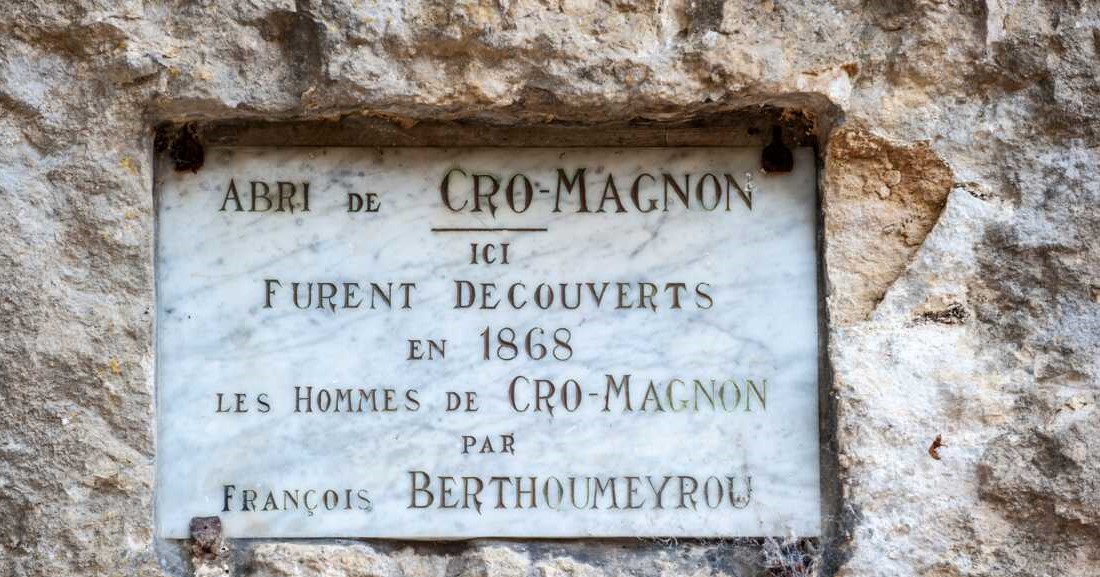 ABRI DE CRO-MAGNON
ICI
FURENT DECOUVERTS
EN 1868
LES HOMMES DE CRO-MAGNON
PAR
FRANÇOIS BERTHOUMEYROU